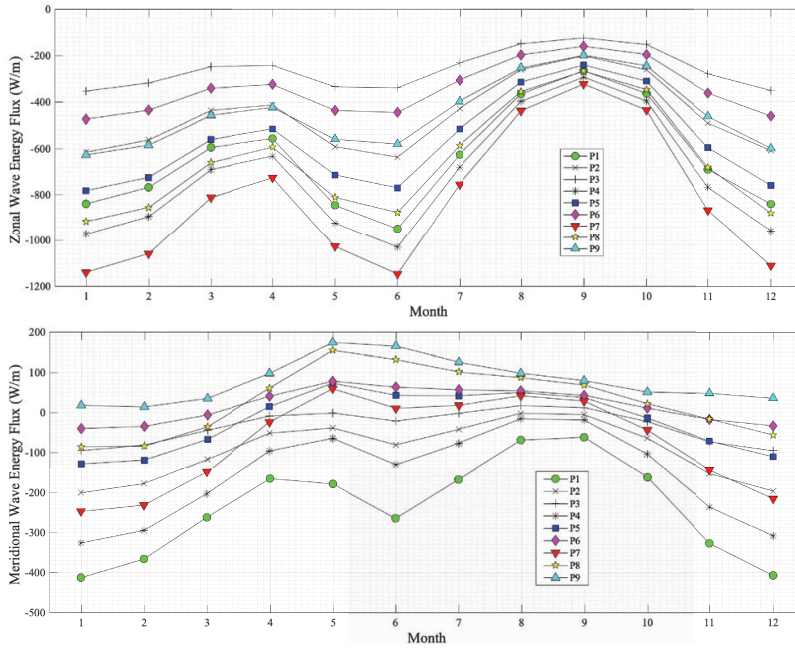 0
-200
-400
-600
-800
-1000
-1200
Zonal Wave Energy Flux (W/m)
P1
P2
P3
P4
P5
P6
P7
P8
P9
1 2 3 4 5 6 7 8 9 10 11 12
Month
200
100
0
-100
-200
-300
-400
-500
Meridional Wave Energy Flux (W/m)
P1
P2
P3
P4
P5
P6
P7
P8
P9
1 2 3 4 5 6 7 8 9 10 11 12
Month